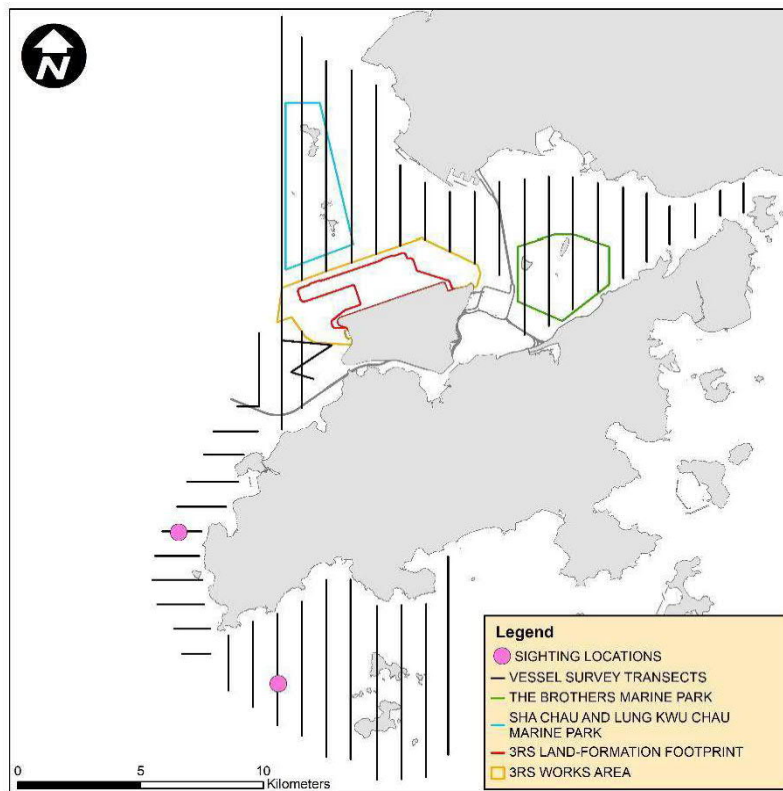 N
Legend
SIGHTING LOCATIONS
VESSEL SURVEY TRANSECTS
THE BROTHERS MARINE PARK
SHA CHAU AND LUNG KWU CHAU
MARINE PARK
3RS LAND-FORMATION FOOTPRINT
3RS WORKS AREA
0 5 10
Kilometers